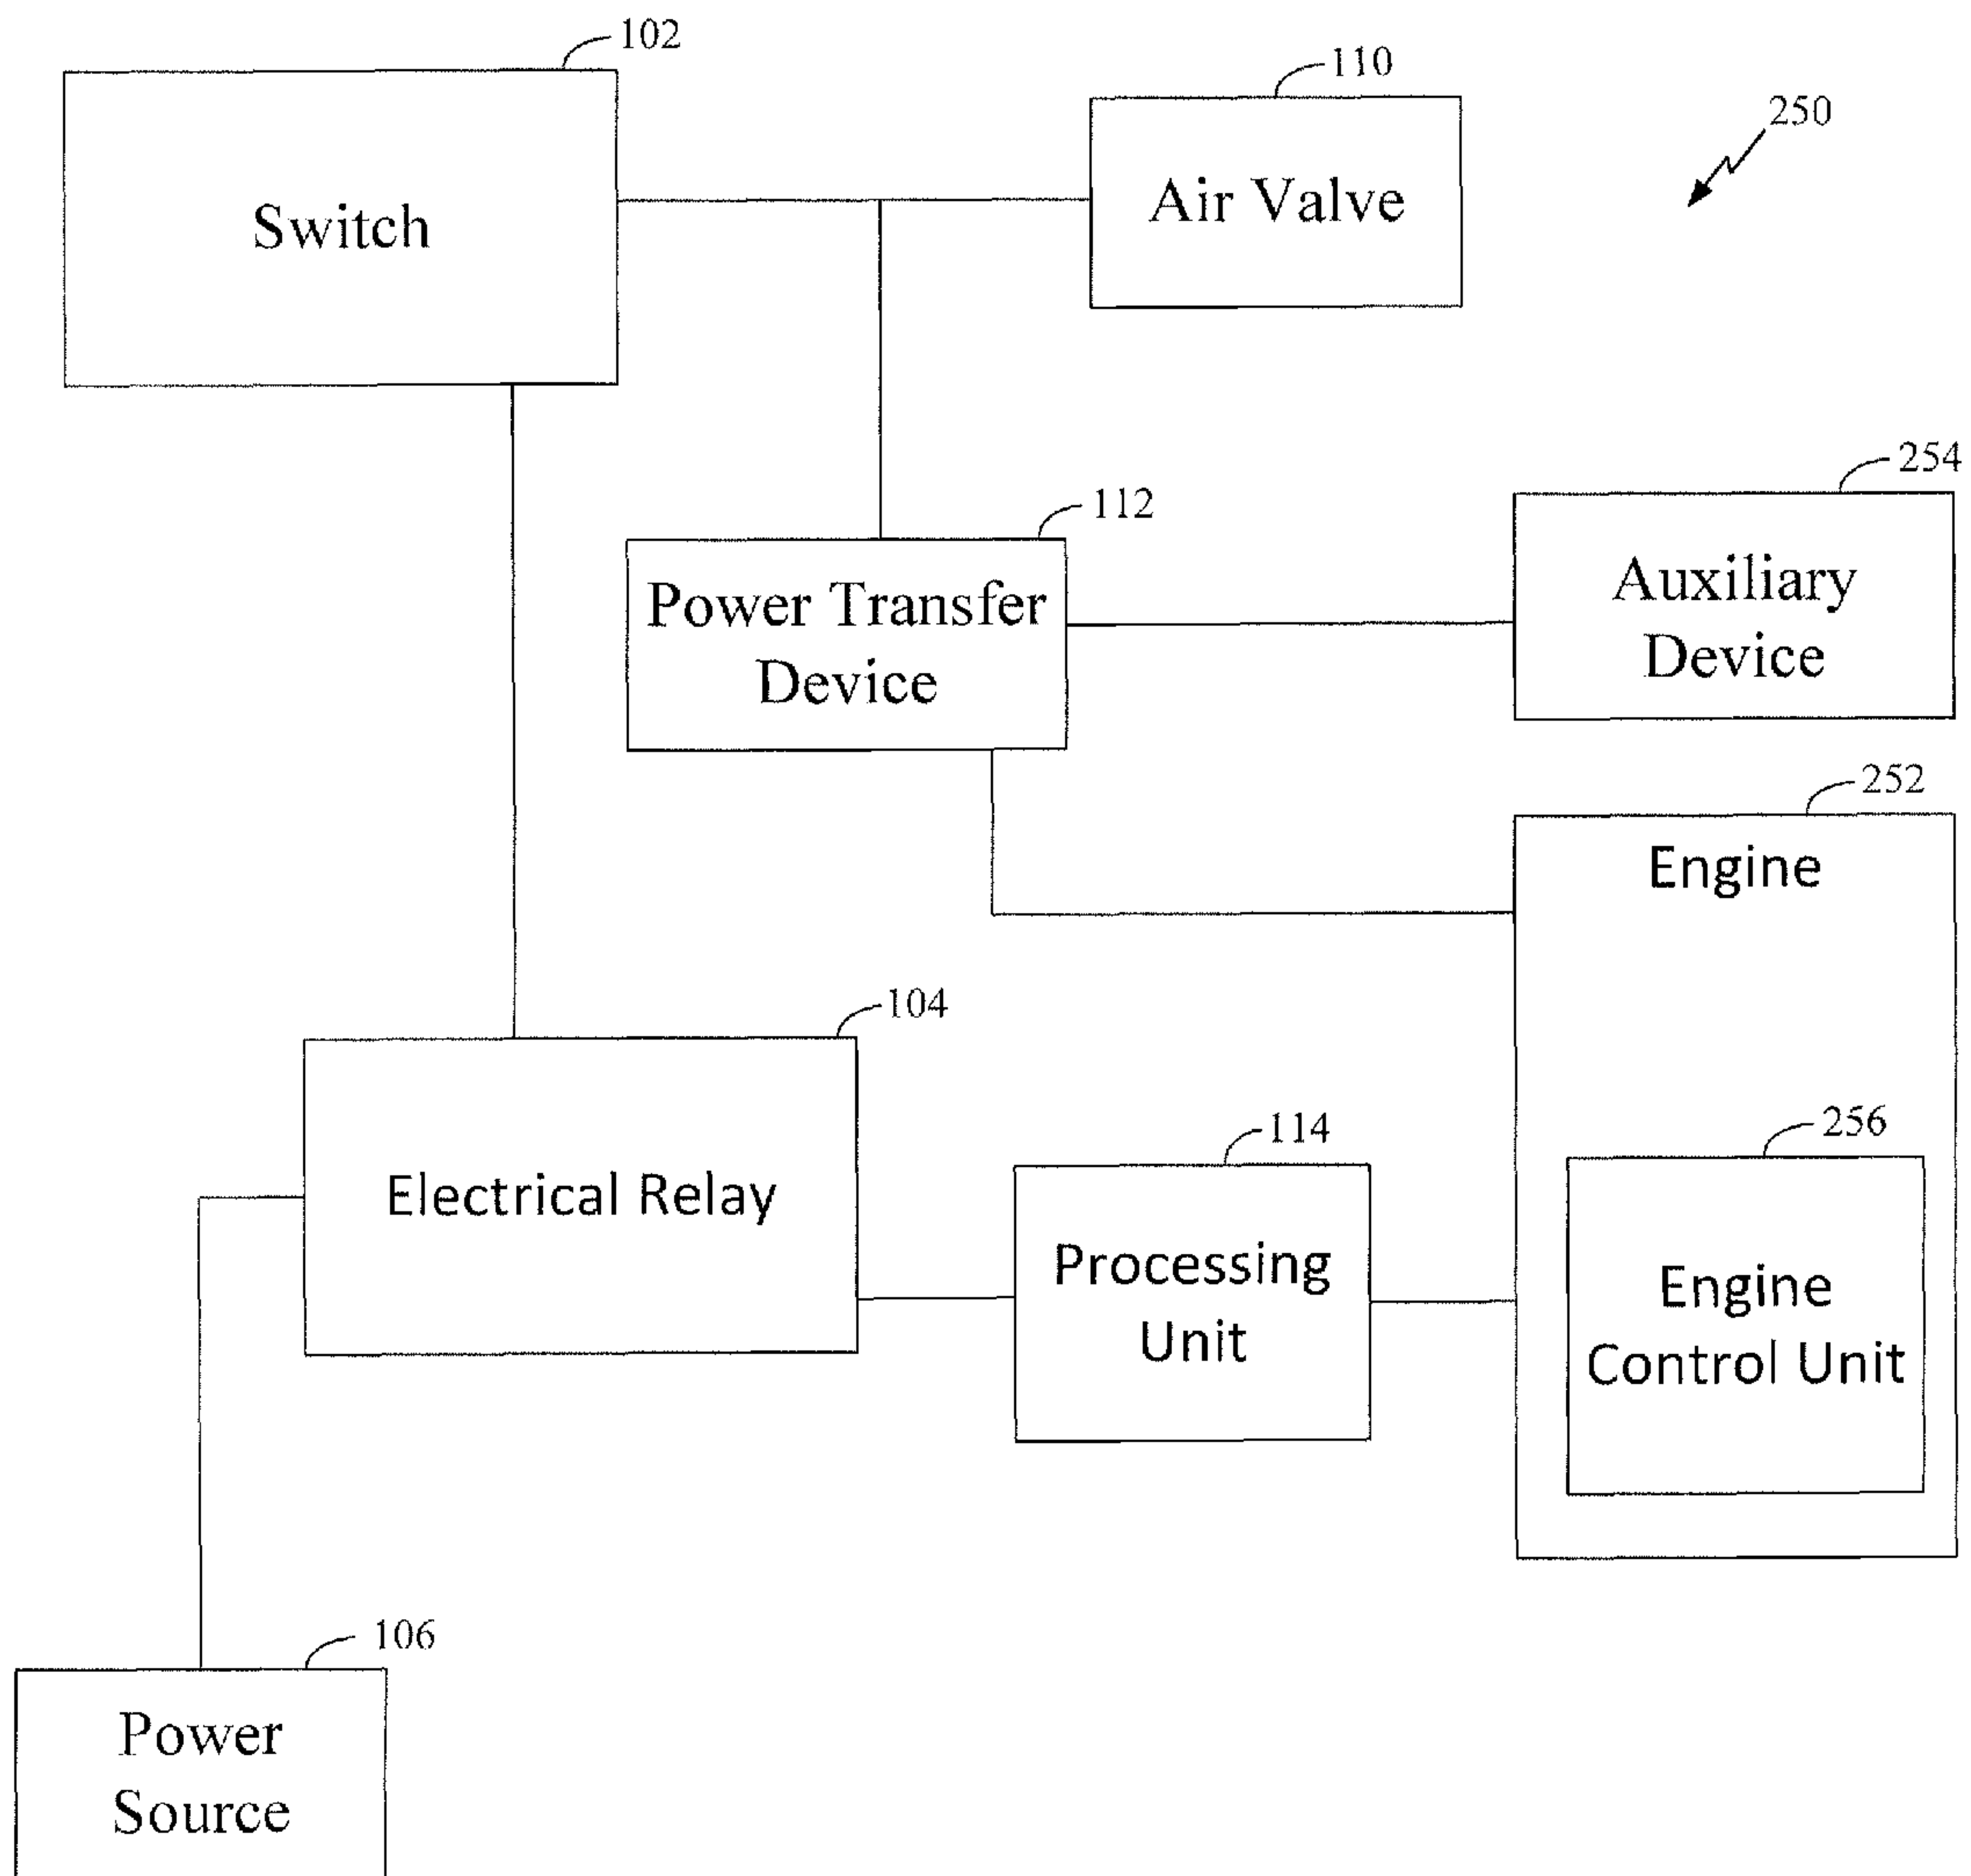 102
110
250
Switch
Air Valve
254
112
Auxiliary
Device
Power Transfer
Device
252
Engine
104
Electrical Relay
114
256
Processing
Unit
Engine
Control Unit
106
Power
Source